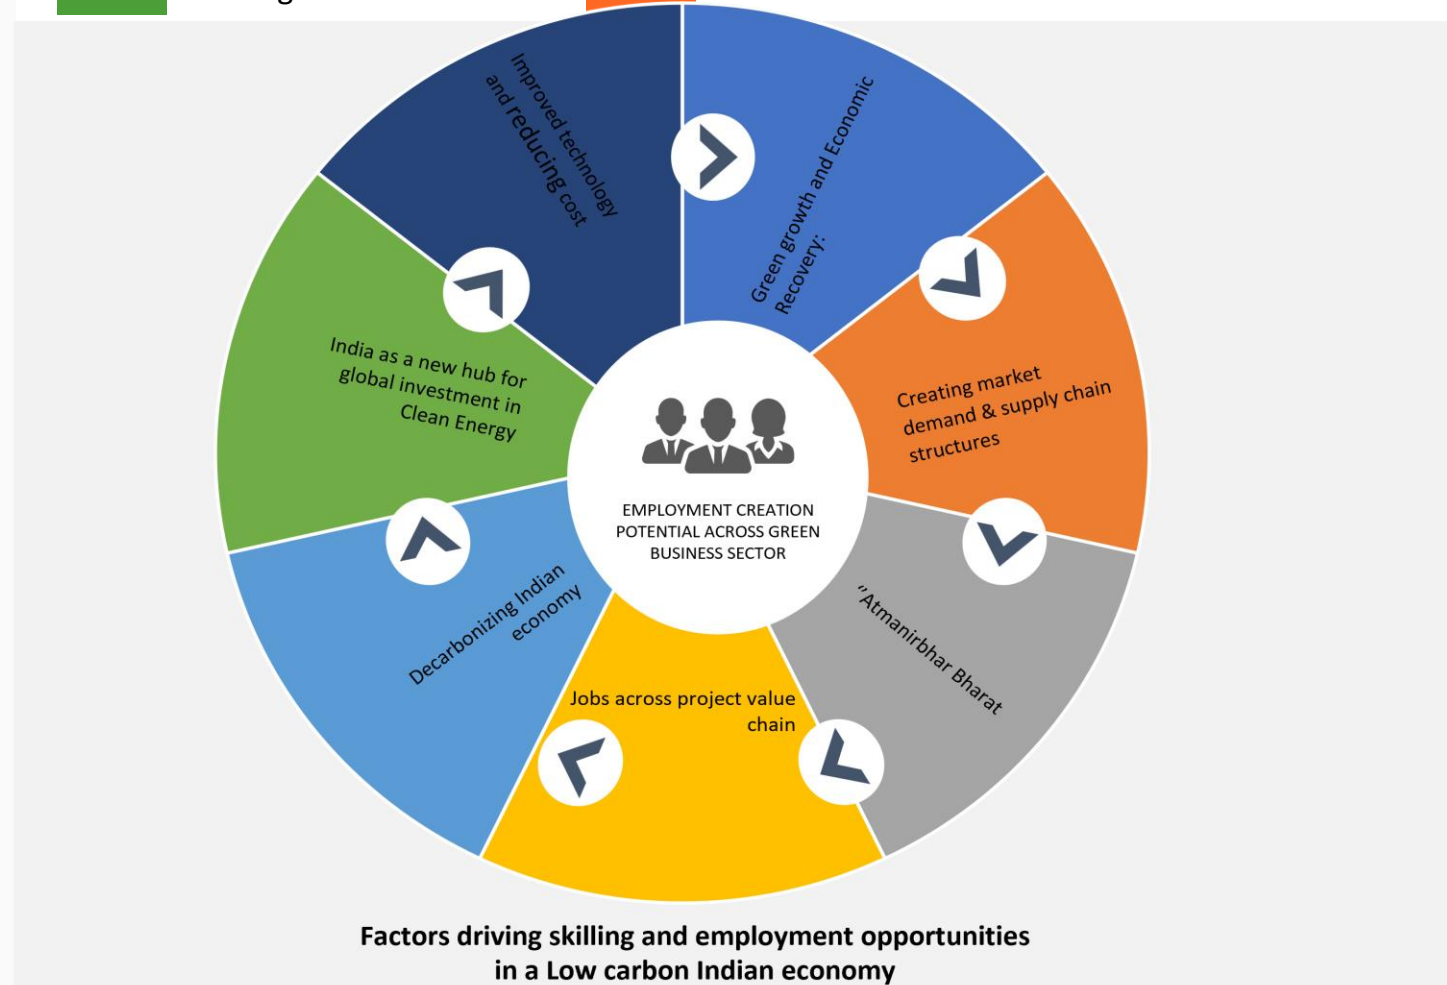 Improved technology
and reducing cost
Green growth and Economic
Recovery:
India as a new hub for
global investment in
Clean Energy
Creating market
demand & supply chain
structures
EMPLOYMENT CREATION
POTENTIAL ACROSS GREEN
BUSINESS SECTOR
Decarbonizing Indian
economy
“Atmanirbhar Bharat
Jobs across project value
chain
Factors driving skilling and employment opportunities
in a Low carbon Indian economy